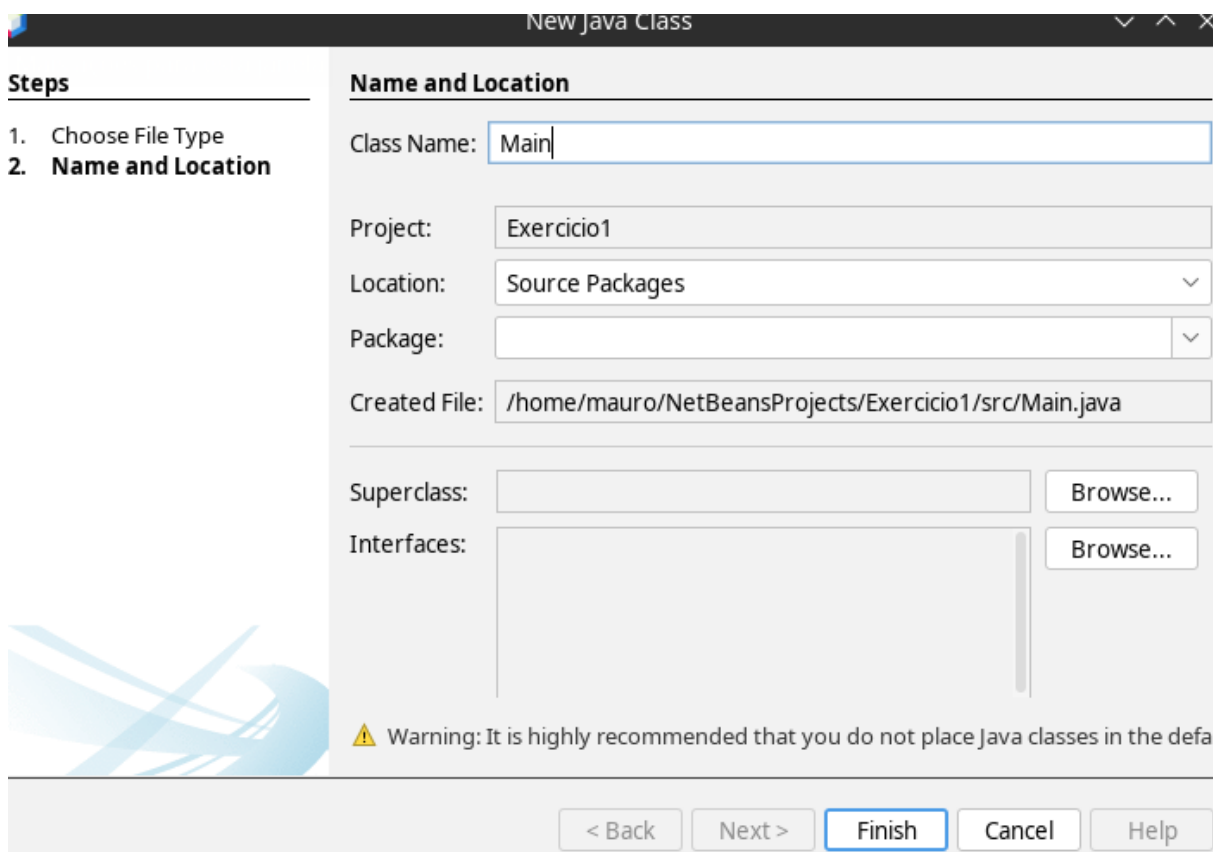 New Java Class
Steps
1. Choose File Type
2. Name and Location
Name and Location
Class Name: Main
Project: Exercicio1
Location: Source Packages
Package:
Created File: /home/mauro/NetBeansProjects/Exercicio1/src/Main.java
Superclass: Browse...
Interfaces: Browse...
Warning: It is highly recommended that you do not place Java classes in the defa
< Back Next > Finish Cancel Help